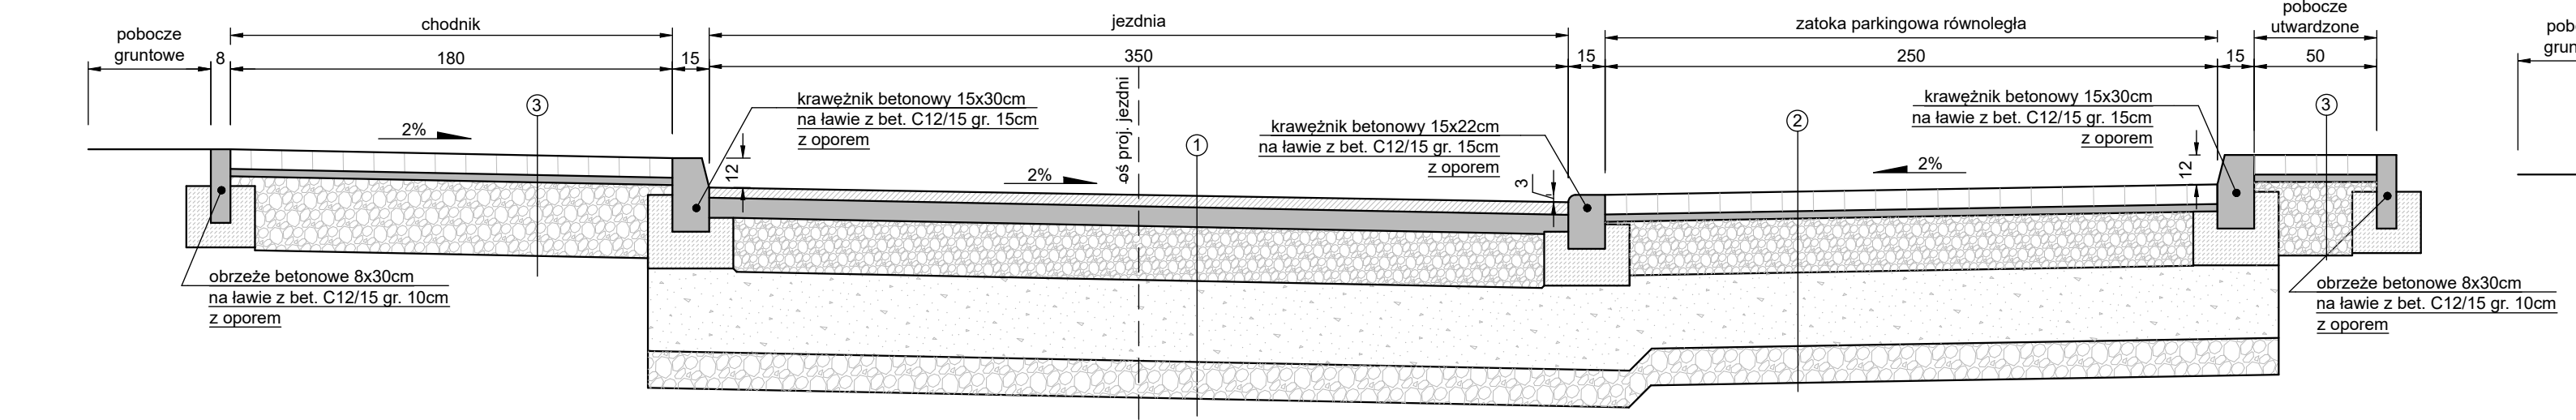 pobocze
gruntowe
8
chodnik
180
15
jezdnia
350
15
zatoka parkingowa równoległa
250
15
pobocze
utwardzone
50
3
2%
krawężnik betonowy 15x30cm
na ławie z bet. C12/15 gr. 15cm
z oporem
12
oś proj. jezdni
2%
1
krawężnik betonowy 15x22cm
na ławie z bet. C12/15 gr. 15cm
z oporem
3
2
2%
krawężnik betonowy 15x30cm
na ławie z bet. C12/15 gr. 15cm
z oporem
12
3
obrzeże betonowe 8x30cm
na ławie z bet. C12/15 gr. 10cm
z oporem
obrzeże betonowe 8x30cm
na ławie z bet. C12/15 gr. 10cm
z oporem